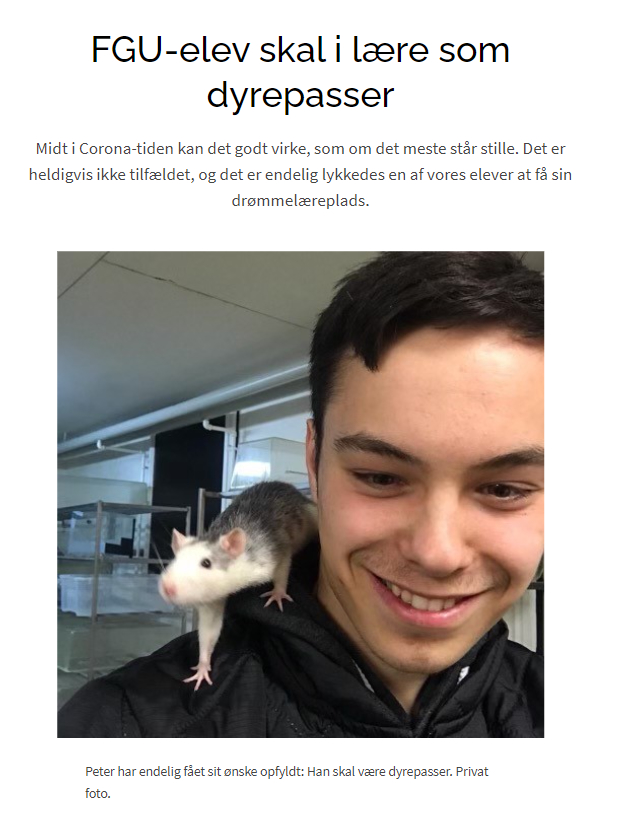 FGU-elev skal i lære som
dyrepasser
Midt i Corona-tiden kan det godt virke, som om det meste står stille. Det er
heldigvis ikke tilfældet, og det er endelig lykkedes en af vores elever at få sin
drømmelæreplads.
Peter har endelig fået sit ønske opfyldt: Han skal være dyrepasser. Privat
foto.